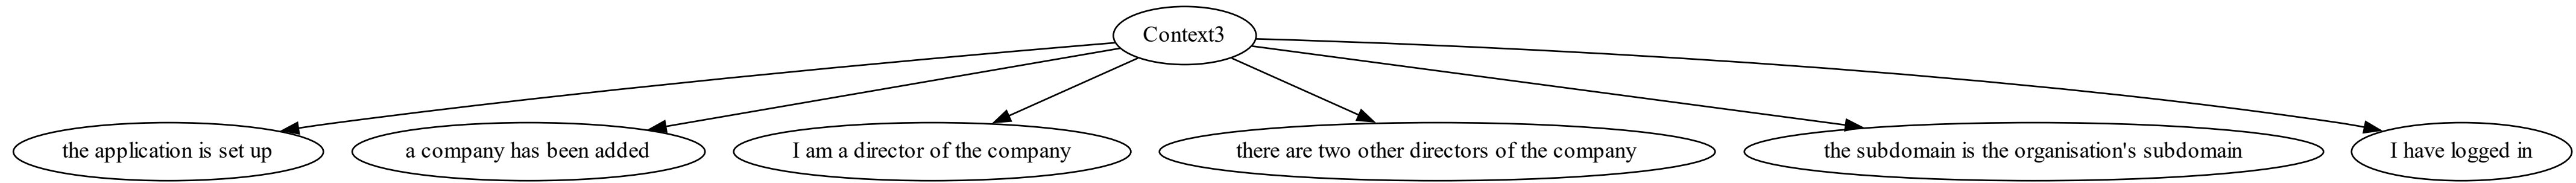 Context3
the application is set up
a company has been added
I am a director of the company
there are two other directors of the company
the subdomain is the organisation's subdomain
I have logged in